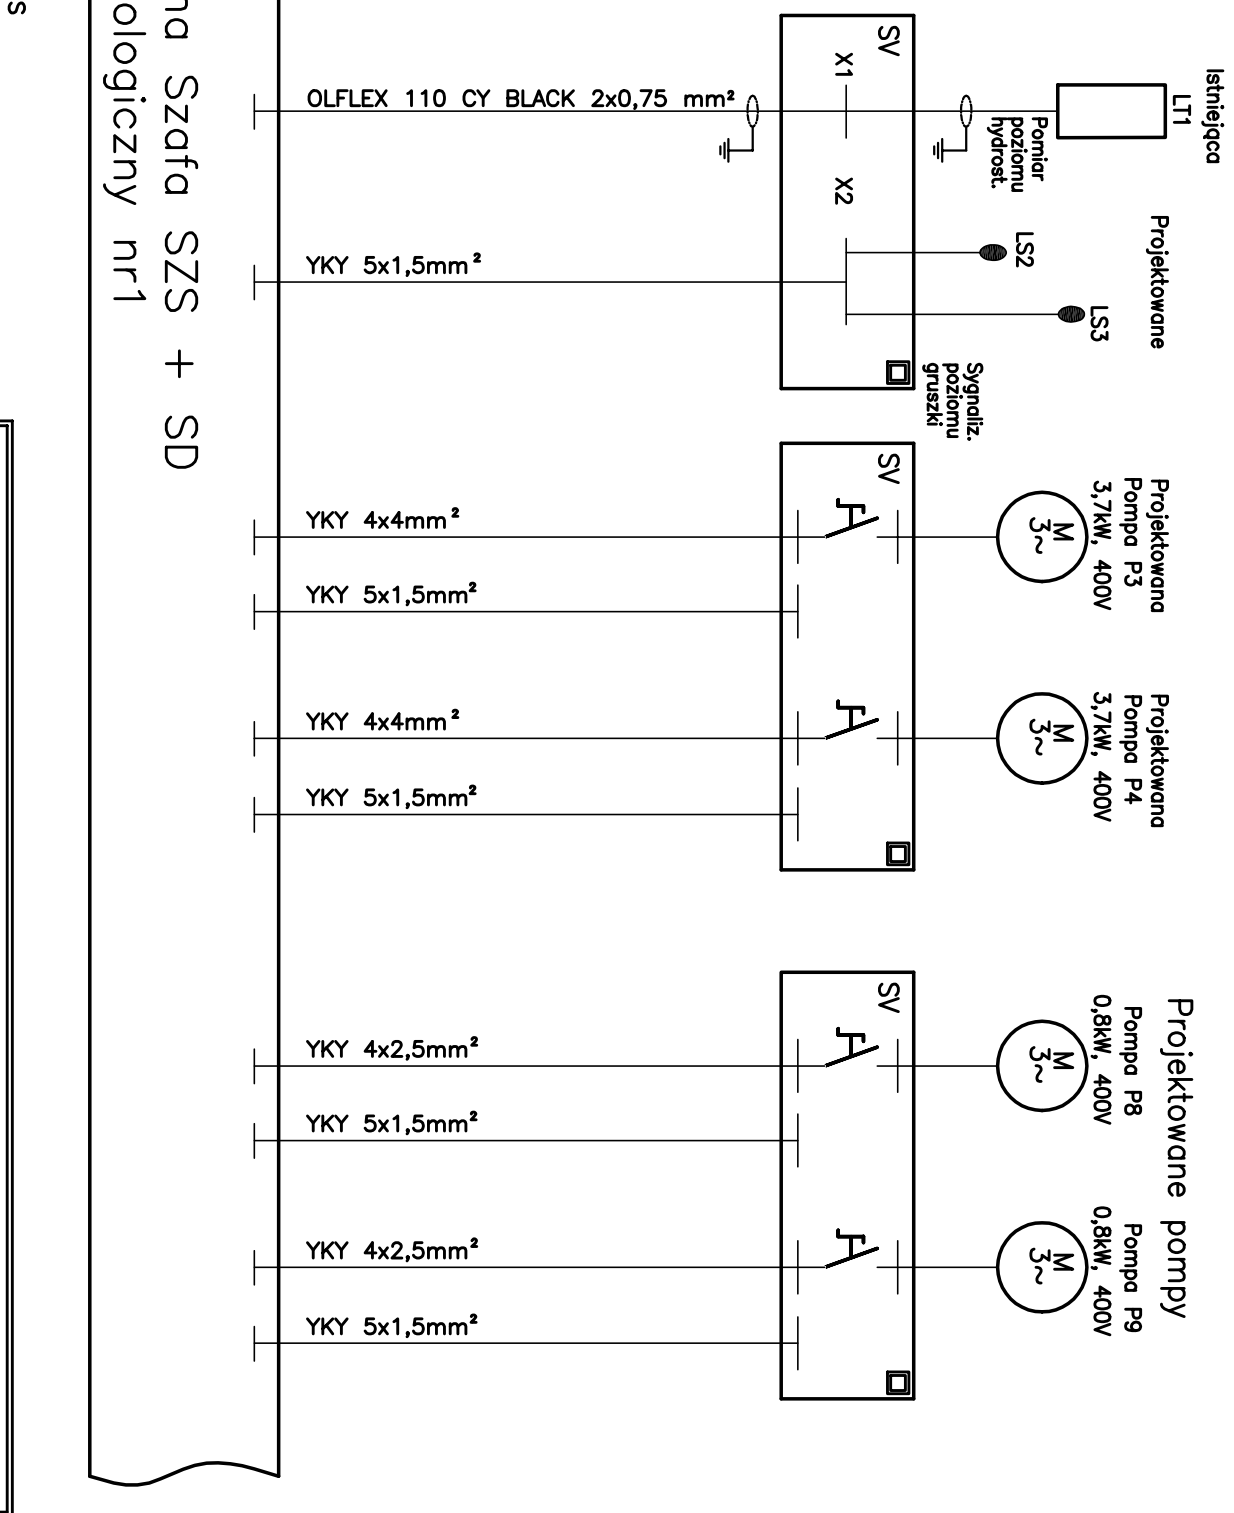 s
na Szafa SZS + SD
ologiczny nr1
Istniejąca
LT1
Pomiar
poziomu
hydrost.
Projektowane
LS2
LS3
Sygnaliz.
poziomu
gruszki
SV
X1
X2
OLFLEX 110 CY BLACK 2x0,75 mm²
YKY 5x1,5mm²
Projektowana
Pompa P3
3,7kW, 400V
M
3~
SV
YKY 4x4mm²
YKY 5x1,5mm²
Projektowana
Pompa P4
3,7kW, 400V
M
3~
YKY 4x4mm²
YKY 5x1,5mm²
Projektowane pompy
Pompa P8
0,8kW, 400V
M
3~
SV
YKY 4x2,5mm²
YKY 5x1,5mm²
Pompa P9
0,8kW, 400V
M
3~
YKY 4x2,5mm²
YKY 5x1,5mm²